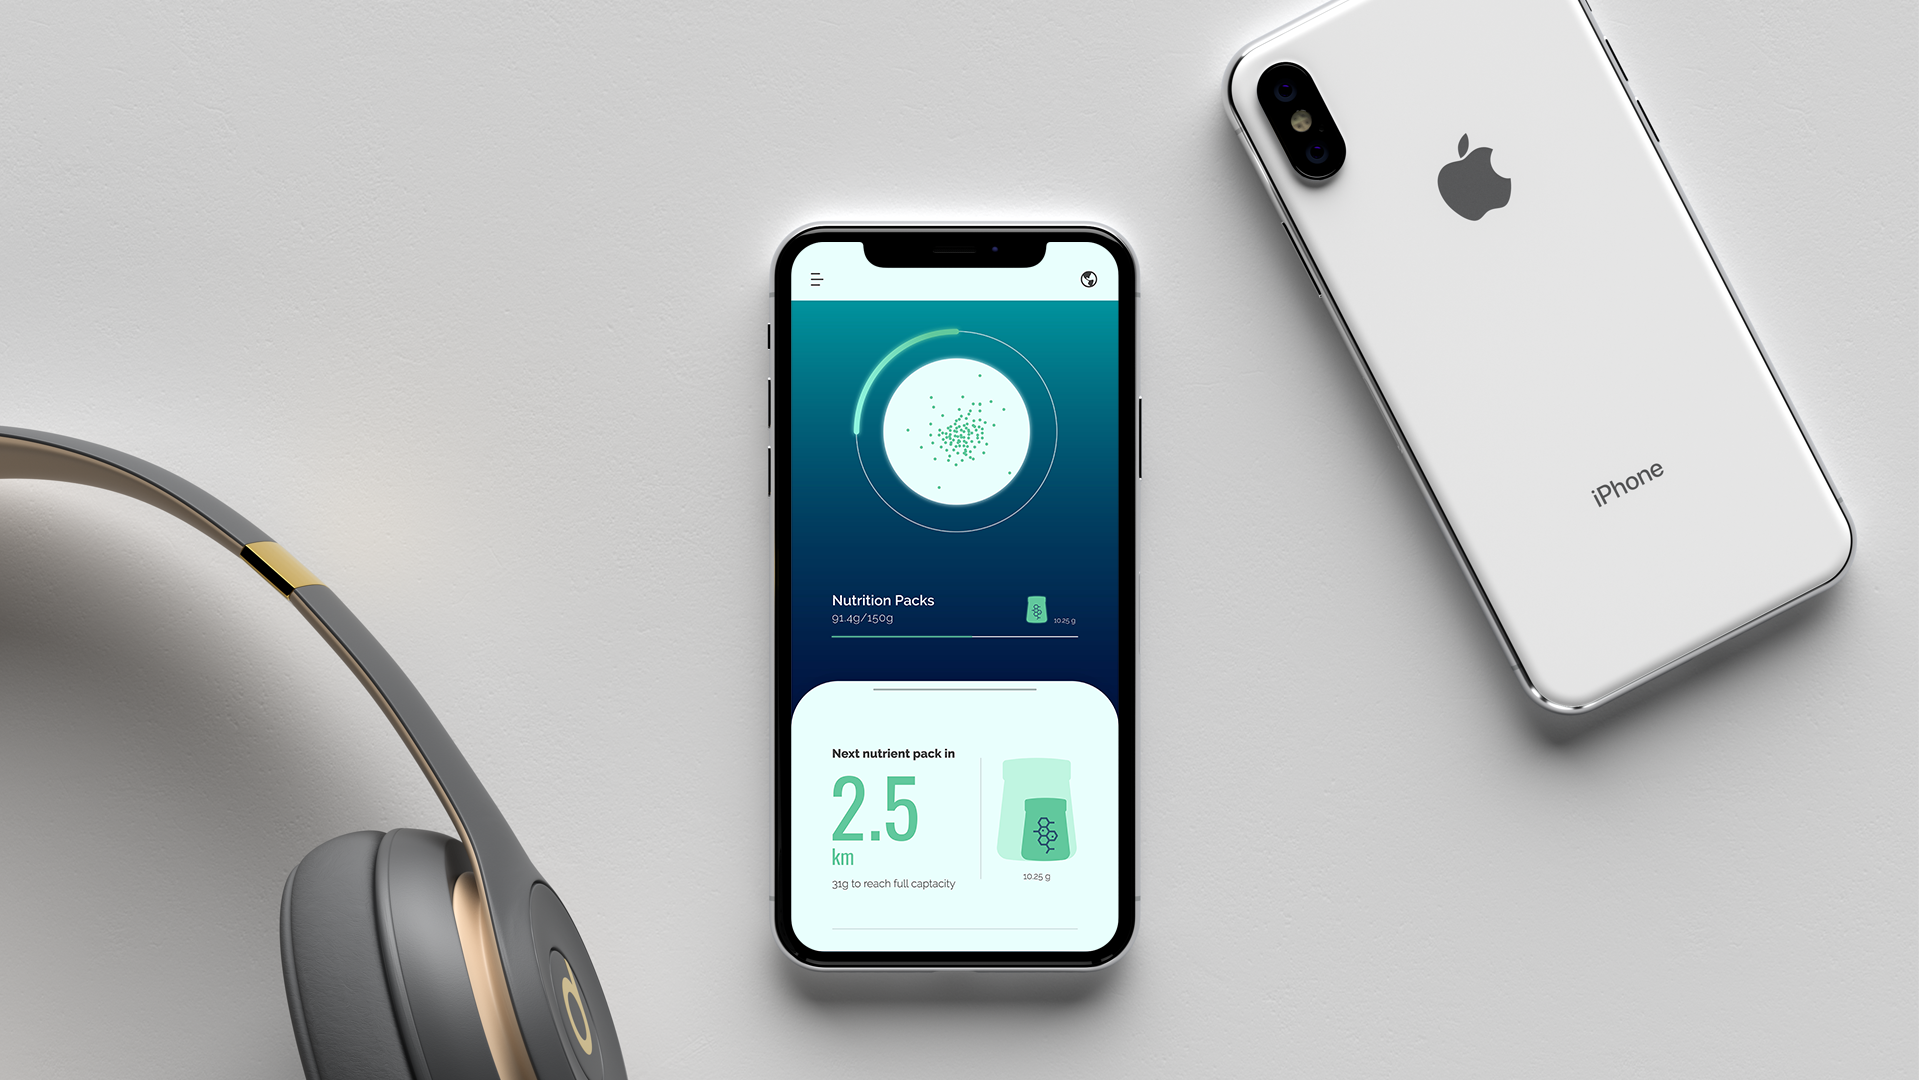 iPhone
Nutrition Packs
91.4g/150g
10.25 g
Next nutrient pack in
2.5
km
31g to reach full captacity
10.25 g